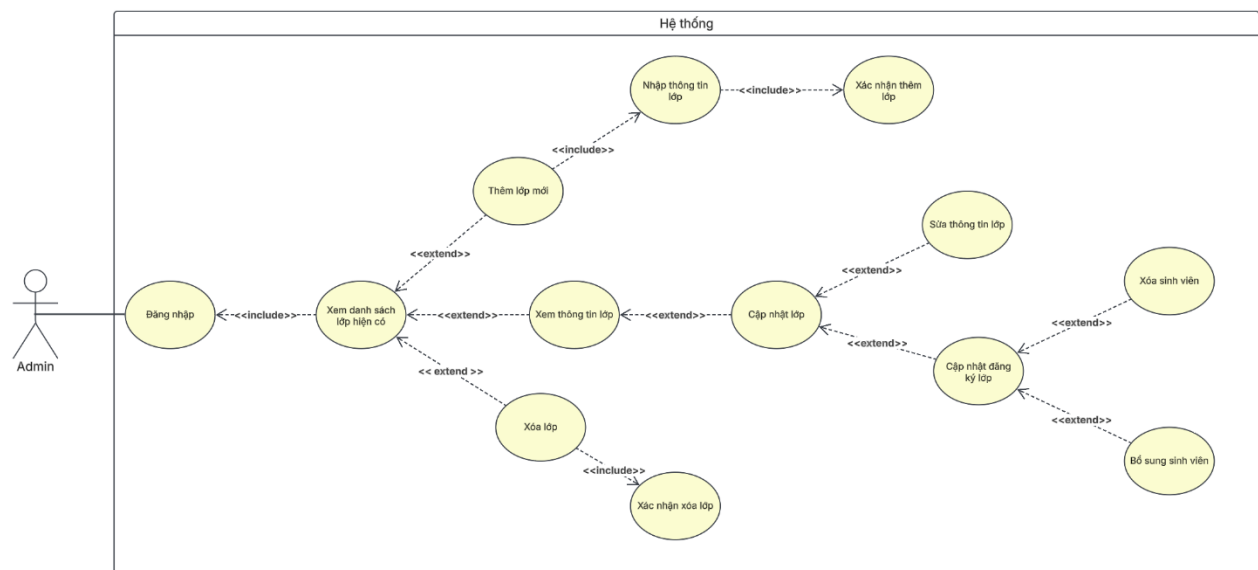 Hệ thống
Nhập thông tin
lớp
<<include>>
Xác nhận thêm
lớp
<<include>>
Thêm lớp mới
Sửa thông tin lớp
<<extend>>
<<extend>>
Xóa sinh viên
Đăng nhập
<<include>>
Xem danh sách
lớp hiện có
<<extend>>
Xem thông tin lớp
<<extend>>
Cập nhật lớp
<<extend>>
<<extend>>
Admin
Cập nhật đăng
ký lớp
<< extend >>
<<extend>>
Xóa lớp
Bổ sung sinh viên
<<include>>
Xác nhận xóa lớp